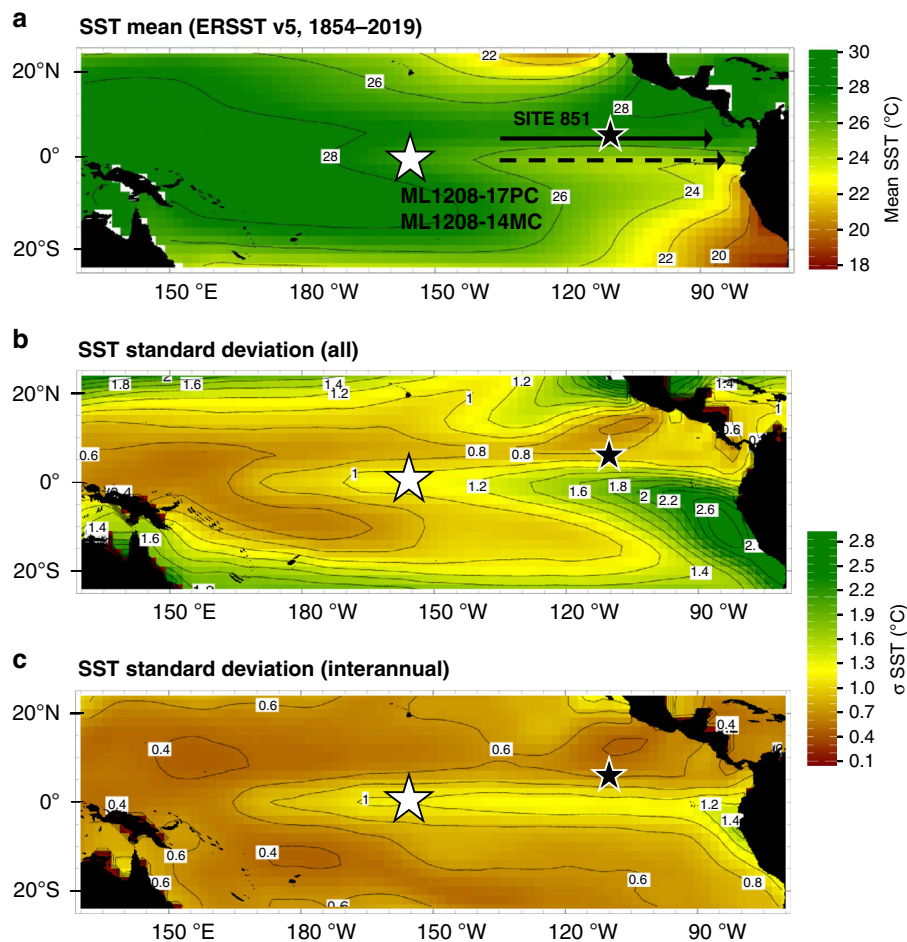 a
SST mean (ERSST v5, 1854–2019)
20°N
0°
20°S
22
26
28
SITE 851
28
ML1208-17PC
ML1208-14MC
26
24
22
20
150 °E
180 °W
150 °W
120 °W
90 °W
30
28
26
24
22
20
18
Mean SST (°C)
b
SST standard deviation (all)
20°N
0°
20°S
1.8
2
1.6
1.4
1.2
1.2
1
1.4
1
0.6
0.6
0.8
0.8
1
1.2
1.6
1.8
2
2.2
2.6
1.4
1.6
1.4
150 °E
180 °W
150 °W
120 °W
90 °W
c
SST standard deviation (interannual)
20°N
0°
20°S
0.6
0.4
0.6
0.4
1
1.2
1.4
0.4
0.6
0.6
0.4
0.6
0.8
0.6
150 °E
180 °W
150 °W
120 °W
90 °W
2.8
2.5
2.2
1.9
1.6
1.3
1.0
0.7
0.4
0.1
σ SST (°C)